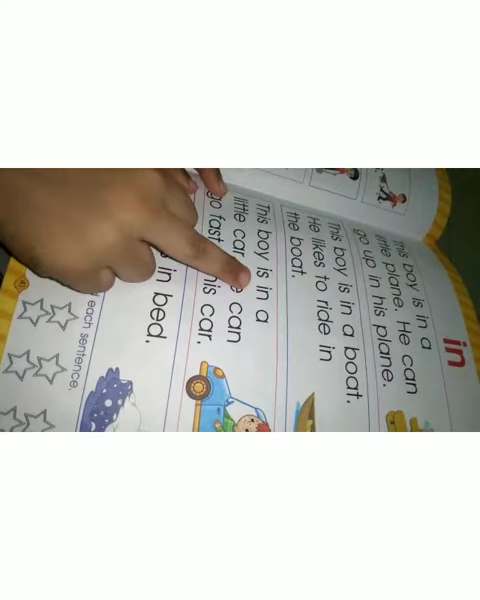 in
This boy is in a
little plane. He can
go up in his plane.
This boy is in a boat.
He likes to ride in
the boat.
This boy is in a
little car. can
go fast his car.
in bed.
each sentence.